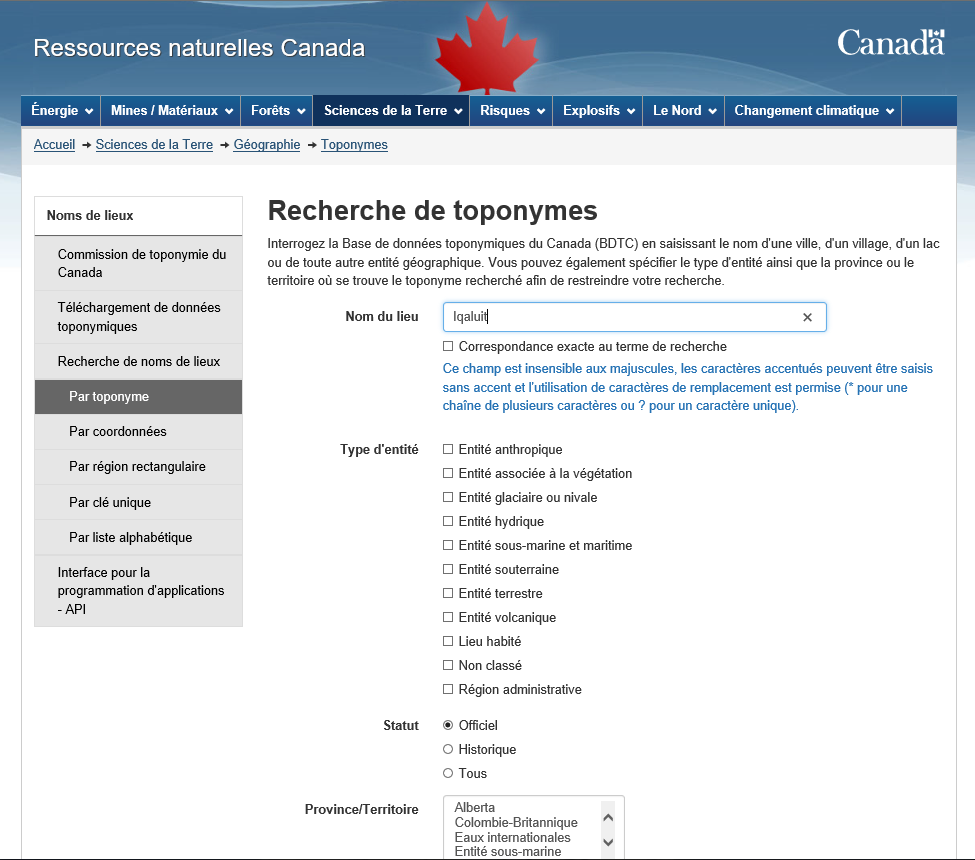 Ressources naturelles Canada
Canada
Énergie
Mines / Matériaux
Forêts
Sciences de la Terre
Risques
Explosifs
Le Nord
Changement climatique
Accueil → Sciences de la Terre → Géographie → Toponymes
Noms de lieux
Commission de toponymie du
Canada
Téléchargement de données
toponymiques
Recherche de noms de lieux
Par toponyme
Par coordonnées
Par région rectangulaire
Par clé unique
Par liste alphabétique
Interface pour la
programmation d'applications
- API
Recherche de toponymes
Interrogez la Base de données toponymiques du Canada (BDTC) en saisissant le nom d'une ville, d'un village, d'un lac
ou de toute autre entité géographique. Vous pouvez également spécifier le type d'entité ainsi que la province ou le
territoire où se trouve le toponyme recherché afin de restreindre votre recherche.
Nom du lieu
Iqaluit
Correspondance exacte au terme de recherche
Ce champ est insensible aux majuscules, les caractères accentués peuvent être saisis
sans accent et l'utilisation de caractères de remplacement est permise (* pour une
chaîne de plusieurs caractères ou ? pour un caractère unique).
Type d'entité
Entité anthropique
Entité associée à la végétation
Entité glaciaire ou nivale
Entité hydrique
Entité sous-marine et maritime
Entité souterraine
Entité terrestre
Entité volcanique
Lieu habité
Non classé
Région administrative
Statut
Officiel
Historique
Tous
Province/Territoire
Alberta
Colombie-Britannique
Eaux internationales
Entité sous-marine